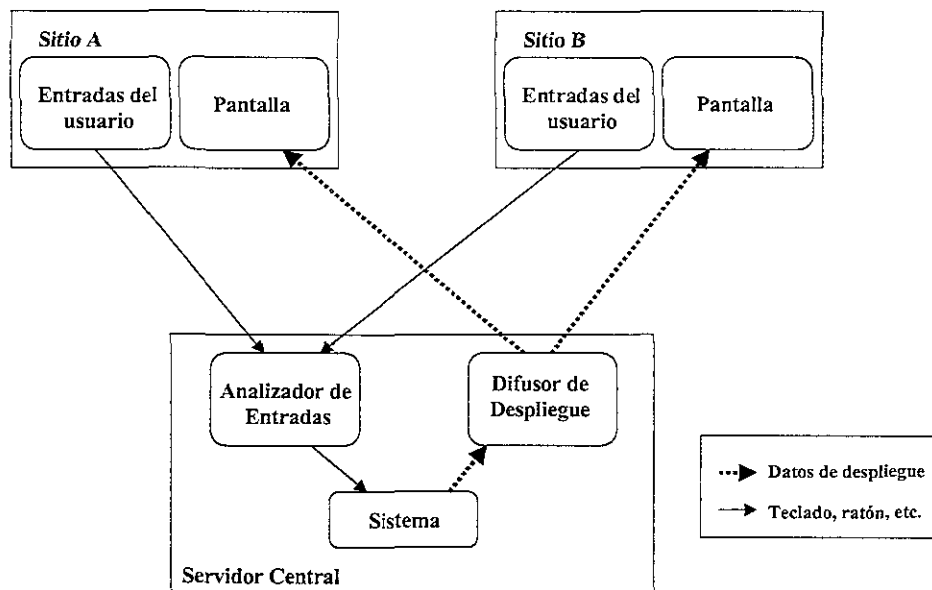 Sitio A
Entradas del
usuario
Pantalla
Sitio B
Entradas del
usuario
Pantalla
Analizador de
Entradas
Difusor de
Despliegue
Sistema
Servidor Central
Datos de despliegue
Teclado, ratón, etc.